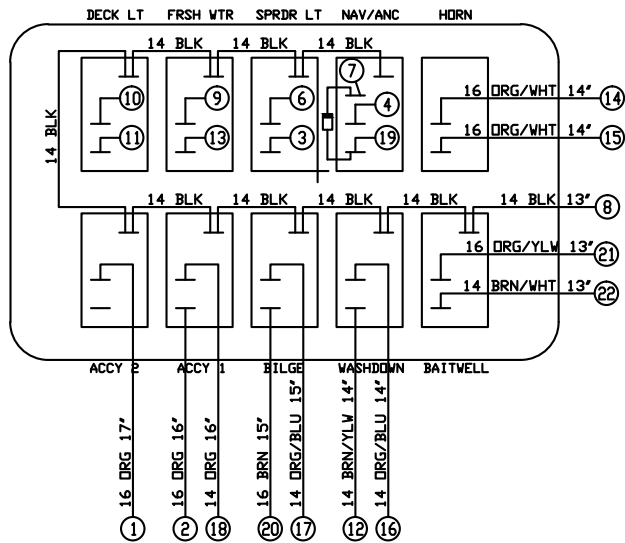 DECK LT FRSH WTR SPRDR LT NAV/ANC HORN
14 BLK 14 BLK 14 BLK
7
10 9 6 4 16 ORG/WHT 14" 14
11 13 3 19 16 ORG/WHT 14" 15
14 BLK
14 BLK 14 BLK 14 BLK 14 BLK 14 BLK 13" 8
16 ORG/YLW 13" 21
14 BRN/WHT 13" 22
ACCY 2 ACCY 1 BILGE WASHDOWN BAITWELL
16 ORG 17"
16 ORG 16"
14 ORG 16"
16 BRN 15"
14 ORG/BLU 15"
14 BRN/YLW 14"
14 ORG/BLU 14"
1 2 18 20 17 12 16